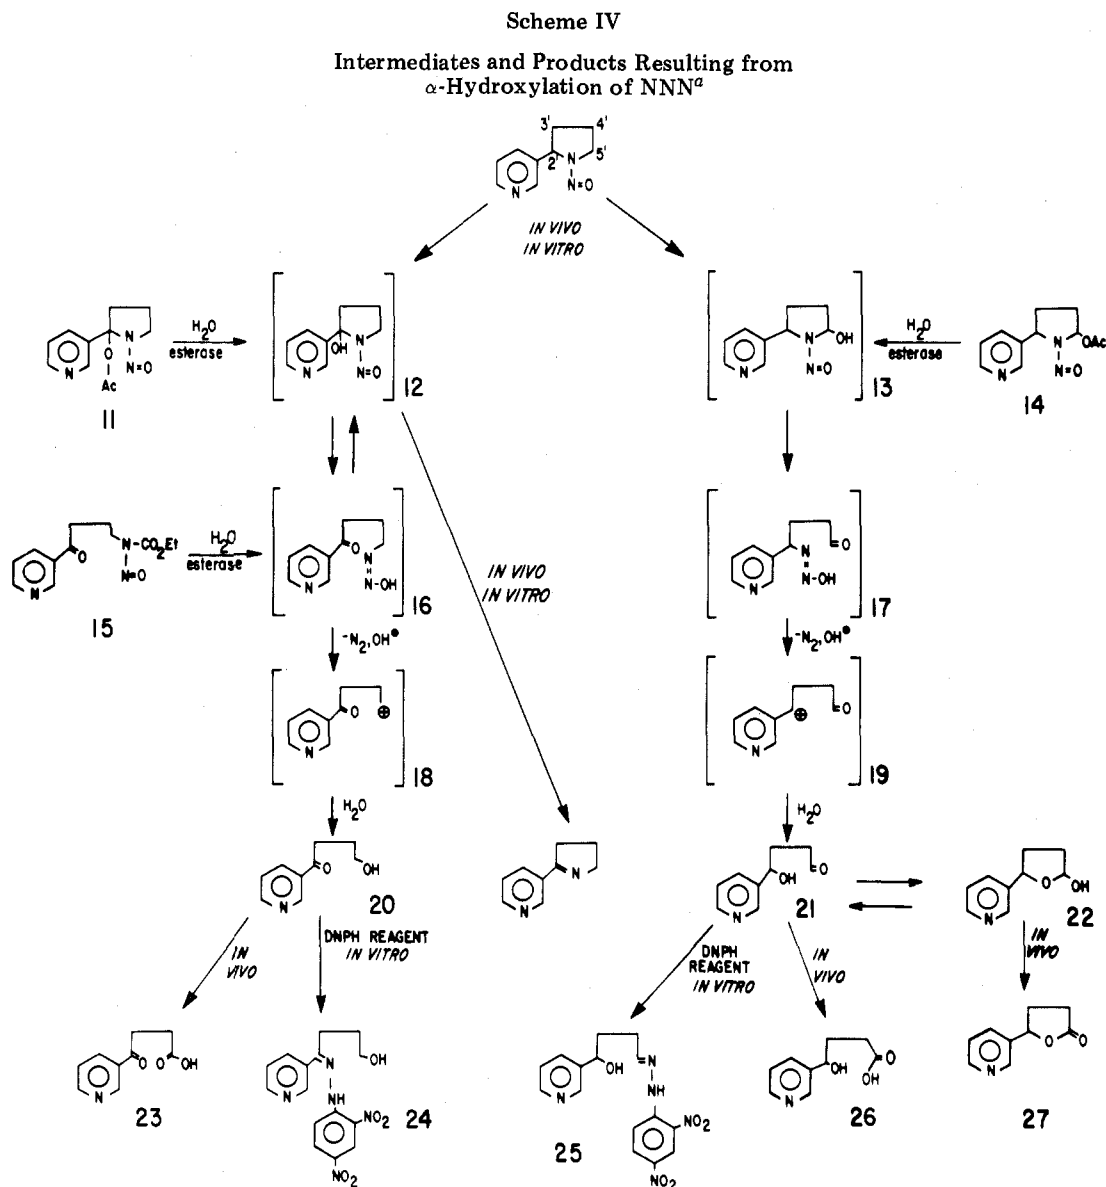 Scheme IV
Intermediates and Products Resulting from
α-Hydroxylation of NNNᵃ
3' 4'
2' N 5'
N N=O
IN VIVO
IN VITRO
N
O N=O
N
Ac
11
H₂O
esterase
N
OH
N=O
N
12
N OH
N=O
N
13
H₂O
esterase
N OAc
N=O
N
14
O N-CO₂Et
N=O
N
15
H₂O
esterase
O N
N-OH
N
16
IN VIVO
IN VITRO
N O
N-OH
N
17
-N₂,OH
-N₂,OH
O ⊕
N
18
⊕ O
N
19
H₂O
H₂O
O OH
N
20
N
N
OH O
N
21
O OH
N
22
IN
VIVO
DNPH REAGENT
IN VITRO
DNPH
REAGENT
IN VITRO
IN
VIVO
IN
VIVO
O O OH
N
23
N OH
N
NH
NO₂
NO₂
24
OH N
N
NH
NO₂
NO₂
25
OH O
OH
N
26
O O
N
27